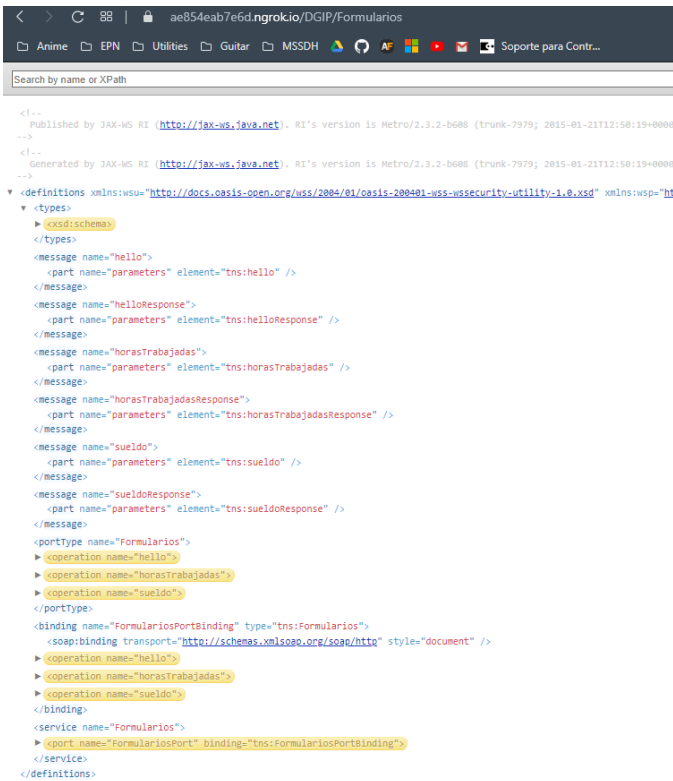 ae854eab7e6d.ngrok.io/DGIP/Formularios
Anime EPN Utilities Guitar MSSDH AF Soporte para Contr...
Search by name or XPath
<!--
Published by JAX-WS RI (http://jax-ws.java.net). RI's version is Metro/2.3.2-b608 (trunk-7979; 2015-01-21T12:50:19+0000
-->
<!--
Generated by JAX-WS RI (http://jax-ws.java.net). RI's version is Metro/2.3.2-b608 (trunk-7979; 2015-01-21T12:50:19+0000
-->
<definitions xmlns:wsu="http://docs.oasis-open.org/wss/2004/01/oasis-200401-wss-wssecurity-utility-1.0.xsd" xmlns:wsp="ht
<types>
<xsd:schema>
</types>
<message name="hello">
<part name="parameters" element="tns:hello" />
</message>
<message name="helloResponse">
<part name="parameters" element="tns:helloResponse" />
</message>
<message name="horasTrabajadas">
<part name="parameters" element="tns:horasTrabajadas" />
</message>
<message name="horasTrabajadasResponse">
<part name="parameters" element="tns:horasTrabajadasResponse" />
</message>
<message name="sueldo">
<part name="parameters" element="tns:sueldo" />
</message>
<message name="sueldoResponse">
<part name="parameters" element="tns:sueldoResponse" />
</message>
<portType name="Formularios">
<operation name="hello">
<operation name="horasTrabajadas">
<operation name="sueldo">
</portType>
<binding name="FormulariosPortBinding" type="tns:Formularios">
<soap:binding transport="http://schemas.xmlsoap.org/soap/http" style="document" />
<operation name="hello">
<operation name="horasTrabajadas">
<operation name="sueldo">
</binding>
<service name="Formularios">
<port name="FormulariosPort" binding="tns:FormulariosPortBinding">
</service>
</definitions>